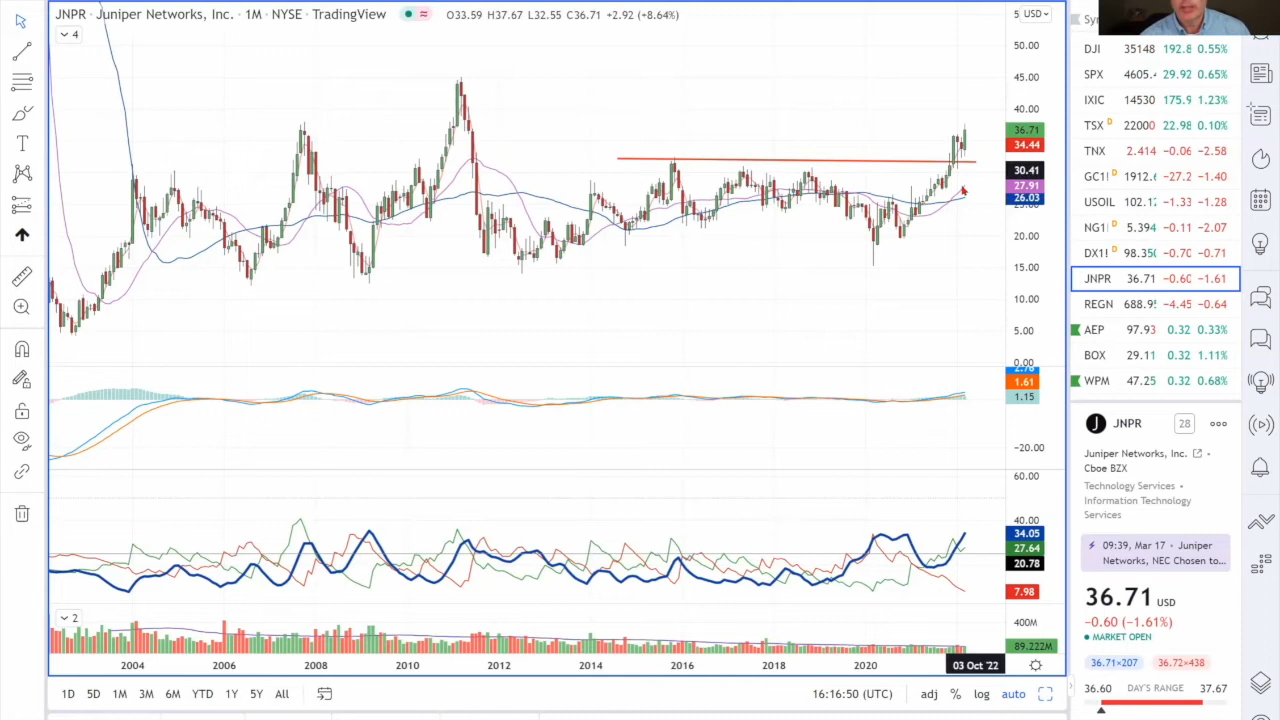 JNPR · Juniper Networks, Inc. · 1M · NYSE · TradingView
O33.59 H37.67 L32.55 C36.71 +2.92 (+8.64%)
4
USD
50.00
45.00
40.00
36.71
34.44
30.41
27.91
26.03
25.00
20.00
15.00
10.00
5.00
0.00
2.76
1.61
1.15
−20.00
60.00
40.00
34.05
27.64
20.78
7.98
2
400M
89.222M
2004 2006 2008 2010 2012 2014 2016 2018 2020
03 Oct '22
1D 5D 1M 3M 6M YTD 1Y 5Y All
16:16:50 (UTC)
adj % log auto
Sy
DJI 35148 192.8 0.55%
SPX 4605.4 29.92 0.65%
IXIC 14530 175.9 1.23%
TSX D 22000 22.98 0.10%
TNX 2.414 −0.06 −2.58
GC1! D 1912.6 −27.2 −1.40
USOIL 102.12 −1.33 −1.28
NG1! D 5.394 −0.11 −2.07
DX1! D 98.350 −0.70 −0.71
JNPR 36.71 −0.60 −1.61
REGN 688.95 −4.45 −0.64
AEP 97.93 0.32 0.33%
BOX 29.11 0.32 1.11%
WPM 47.25 0.32 0.68%
J JNPR 28
Juniper Networks, Inc. ·
Cboe BZX
Technology Services ·
Information Technology
Services
09:39, Mar 17 · Juniper
Networks, NEC Chosen to...
36.71 USD
−0.60 (−1.61%)
MARKET OPEN
36.71×207 36.72×438
36.60 DAY'S RANGE 37.67